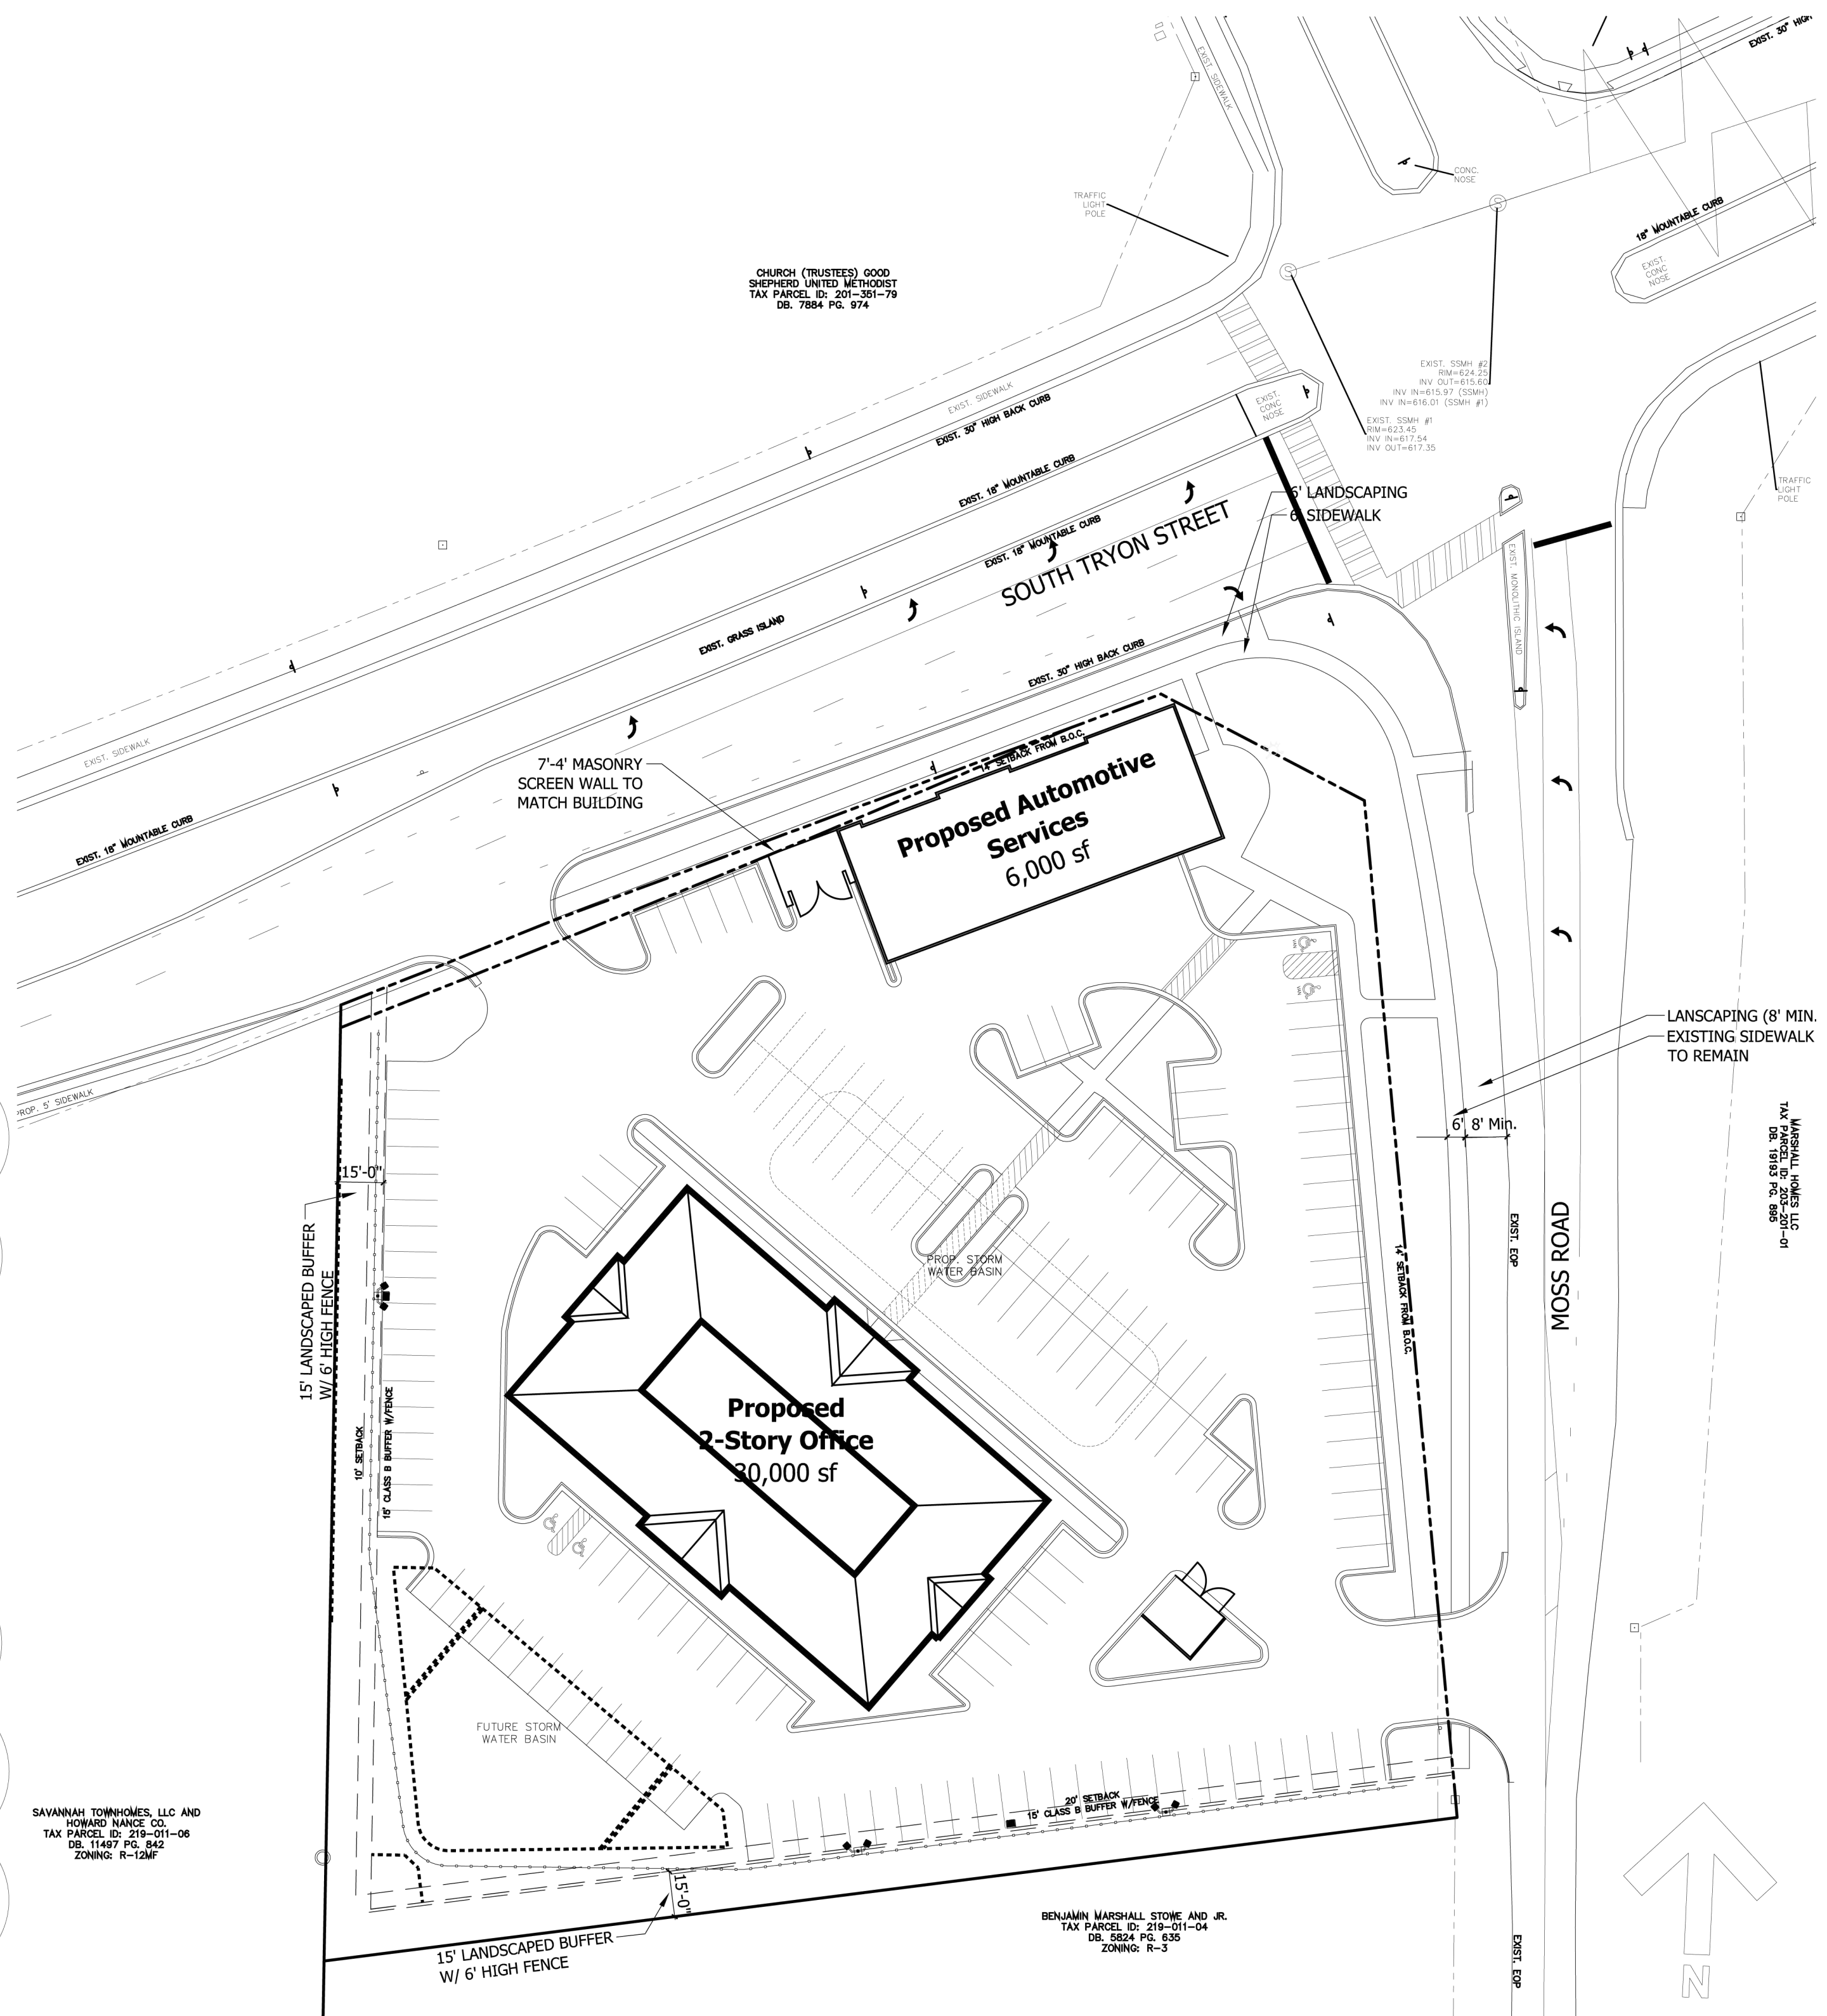 EXIST. 30" HIGH
EXIST. SIDEWALK
CONC.
NOSE
TRAFFIC
LIGHT
POLE
18" MOUNTABLE CURB
EXIST.
CONC
NOSE
CHURCH (TRUSTEES) GOOD
SHEPHERD UNITED METHODIST
TAX PARCEL ID: 201-351-79
DB. 7884 PG. 974
EXIST. SSMH #2
RIM=624.25
INV OUT=615.60
INV IN=615.97 (SSMH)
INV IN=616.01 (SSMH #1)
EXIST. SSMH #1
RIM=623.45
INV IN=617.54
INV OUT=617.35
EXIST. SIDEWALK
EXIST. 30" HIGH BACK CURB
EXIST.
CONC
NOSE
EXIST. 18" MOUNTABLE CURB
TRAFFIC
LIGHT
POLE
6' LANDSCAPING
6' SIDEWALK
EXIST. 18" MOUNTABLE CURB
SOUTH TRYON STREET
EXIST. MONOLITHIC ISLAND
EXIST. GRASS ISLAND
EXIST. 30" HIGH BACK CURB
EXIST. SIDEWALK
7'-4' MASONRY
SCREEN WALL TO
MATCH BUILDING
14' SETBACK FROM B.O.C.
Proposed Automotive
Services
6,000 sf
EXIST. 18" MOUNTABLE CURB
VAN
VAN
LANSCAPING (8' MIN.
EXISTING SIDEWALK
TO REMAIN
PROP. 5' SIDEWALK
6'
8' Min.
MARSHALL HOMES LLC
TAX PARCEL ID: 203-201-01
DB. 19193 PG. 895
15'-0"
15' LANDSCAPED BUFFER
W/ 6' HIGH FENCE
PROP. STORM
WATER BASIN
14' SETBACK FROM B.O.C.
EXIST. EOP
MOSS ROAD
10' SETBACK
15' CLASS B BUFFER W/FENCE
Proposed
2-Story Office
30,000 sf
FUTURE STORM
WATER BASIN
20' SETBACK
15' CLASS B BUFFER W/FENCE
SAVANNAH TOWNHOMES, LLC AND
HOWARD NANCE CO.
TAX PARCEL ID: 219-011-06
DB. 11497 PG. 842
ZONING: R-12MF
15'-0"
15' LANDSCAPED BUFFER
W/ 6' HIGH FENCE
BENJAMIN MARSHALL STOWE AND JR.
TAX PARCEL ID: 219-011-04
DB. 5824 PG. 635
ZONING: R-3
EXIST. EOP
N